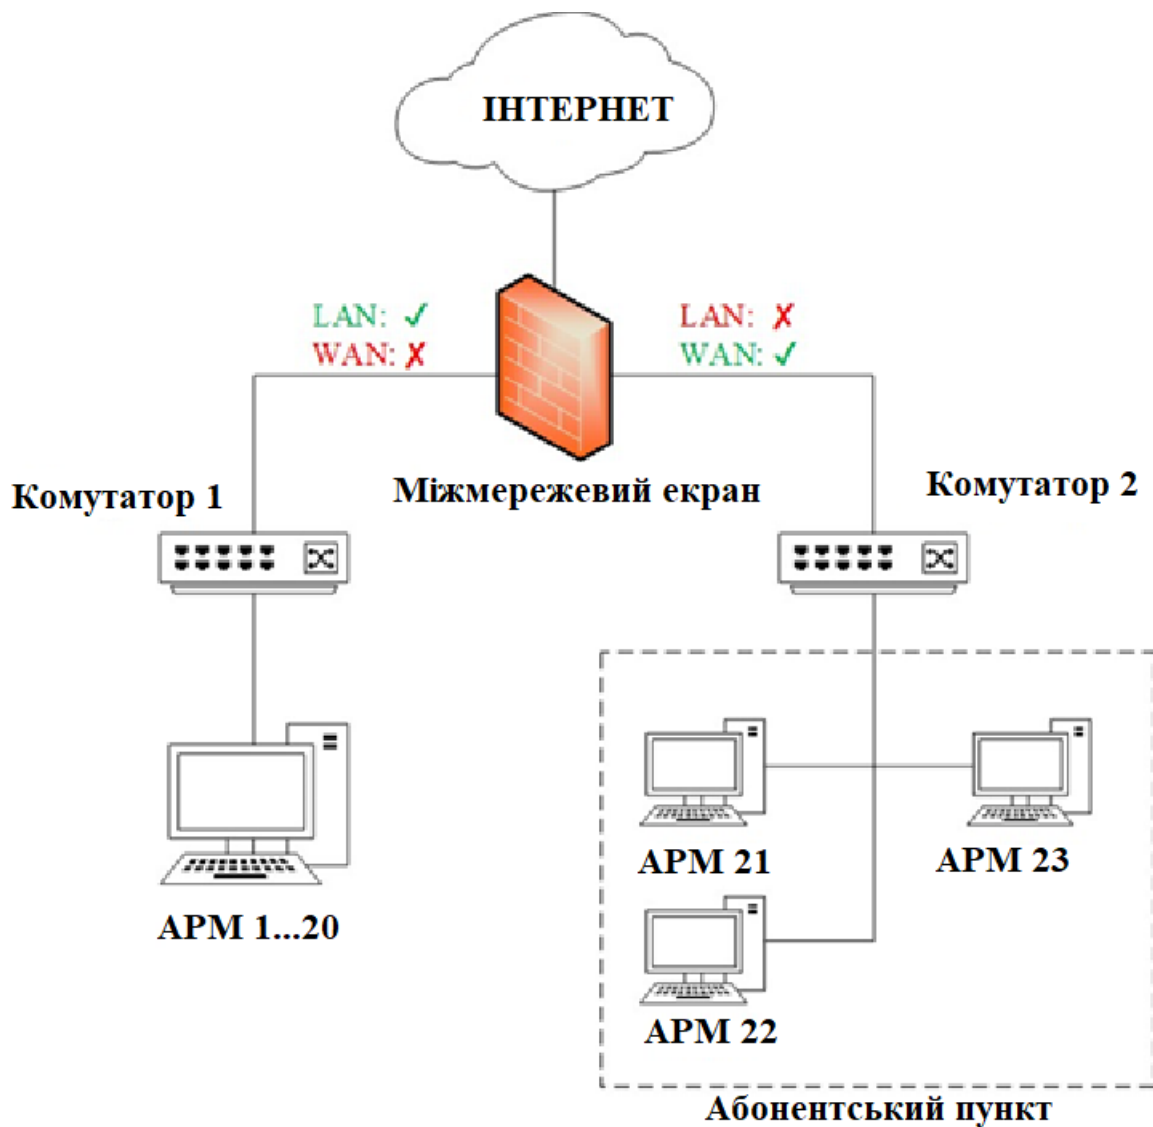 ІНТЕРНЕТ
LAN: ✓
WAN: ✗
LAN: ✗
WAN: ✓
Комутатор 1
Міжмережевий екран
Комутатор 2
АРМ 1...20
АРМ 21
АРМ 23
АРМ 22
Абонентський пункт